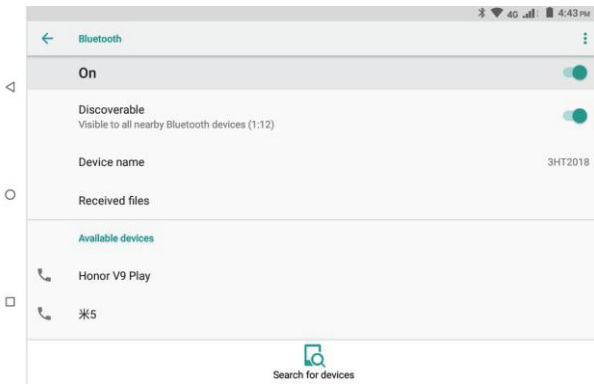 4G 4:43 PM
Bluetooth
On
Discoverable
Visible to all nearby Bluetooth devices (1:12)
Device name 3HT2018
Received files
Available devices
Honor V9 Play
米5
Search for devices